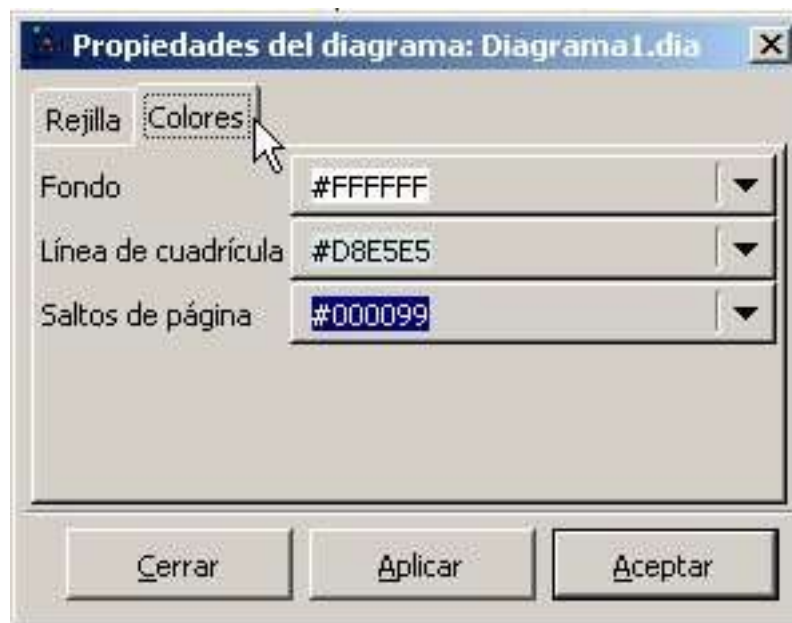 Propiedades del diagrama: Diagrama1.dia
Rejilla Colores
Fondo #FFFFFF
Línea de cuadrícula #D8E5E5
Saltos de página #000099
Cerrar Aplicar Aceptar